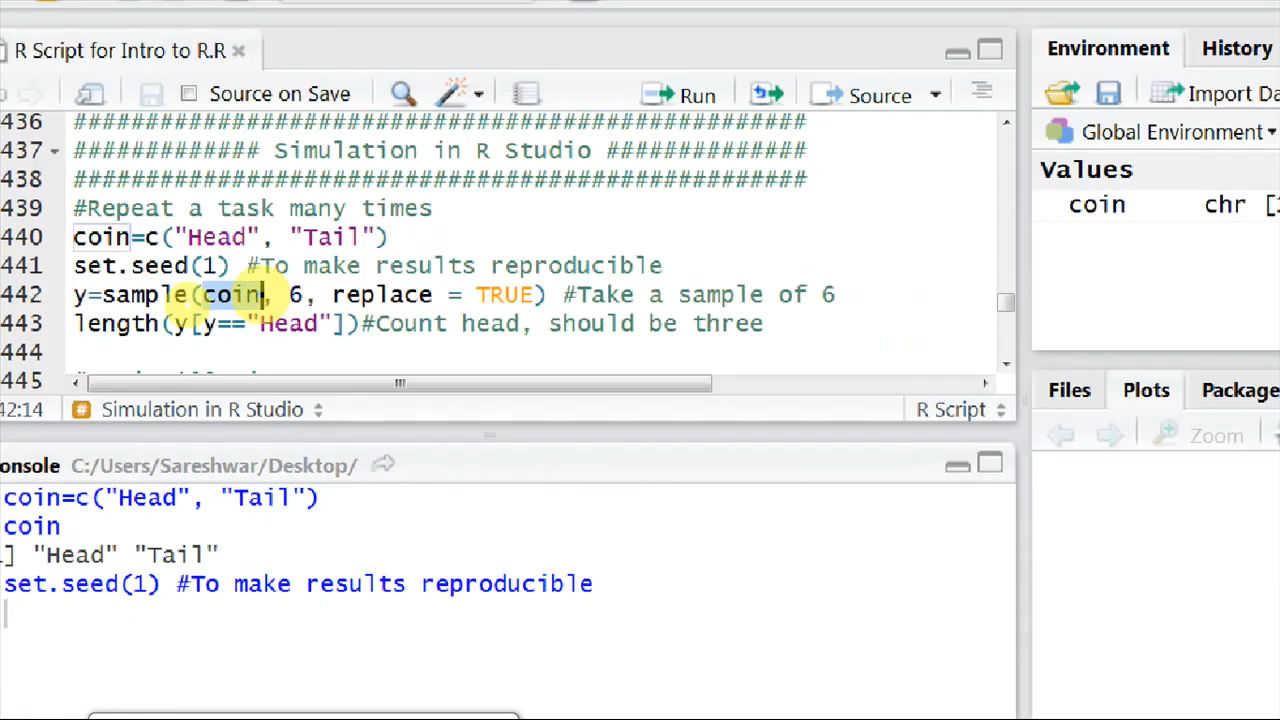 R Script for Intro to R.R
Environment
History
Source on Save
Run
Source
Import Da
Global Environment
Values
coin chr [
436 ###################################################
437 ############# Simulation in R Studio ##############
438 ###################################################
439 #Repeat a task many times
440 coin=c("Head", "Tail")
441 set.seed(1) #To make results reproducible
442 y=sample(coin, 6, replace = TRUE) #Take a sample of 6
443 length(y[y=="Head"])#Count head, should be three
444
445
42:14 # Simulation in R Studio
R Script
Files
Plots
Package
Zoom
onsole C:/Users/Sareshwar/Desktop/
coin=c("Head", "Tail")
coin
] "Head" "Tail"
set.seed(1) #To make results reproducible